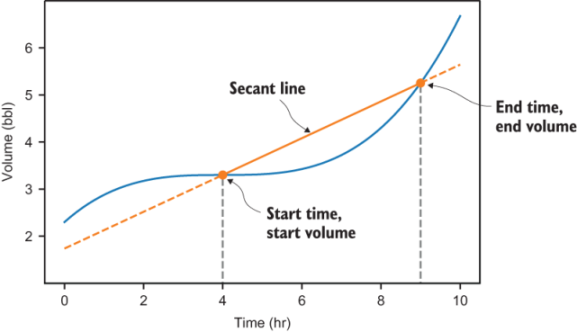 6
5
4
3
2
Volume (bbl)
Secant line
End time,
end volume
Start time,
start volume
0
2
4
6
8
10
Time (hr)